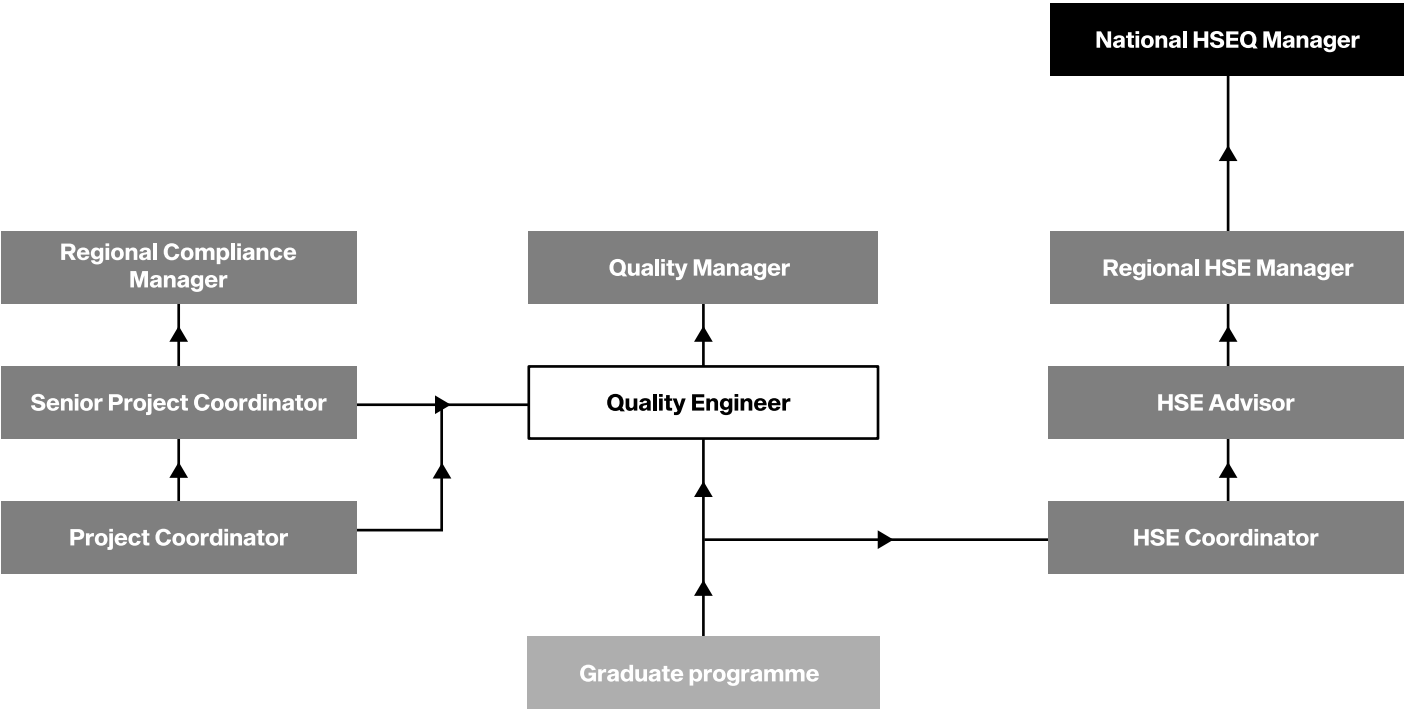 National HSEQ Manager
Regional Compliance
Manager
Quality Manager
Regional HSE Manager
Senior Project Coordinator
Quality Engineer
HSE Advisor
Project Coordinator
HSE Coordinator
Graduate programme